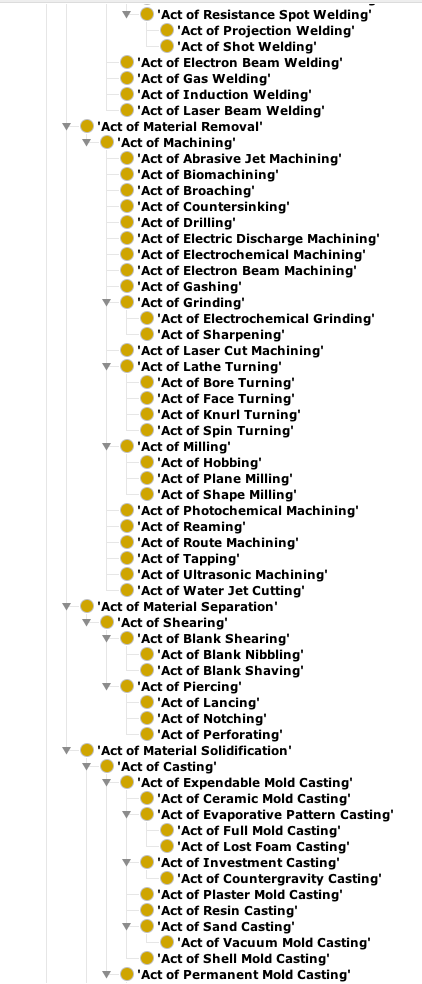 'Act of Resistance Spot Welding'
'Act of Projection Welding'
'Act of Shot Welding'
'Act of Electron Beam Welding'
'Act of Gas Welding'
'Act of Induction Welding'
'Act of Laser Beam Welding'
'Act of Material Removal'
'Act of Machining'
'Act of Abrasive Jet Machining'
'Act of Biomachining'
'Act of Broaching'
'Act of Countersinking'
'Act of Drilling'
'Act of Electric Discharge Machining'
'Act of Electrochemical Machining'
'Act of Electron Beam Machining'
'Act of Gashing'
'Act of Grinding'
'Act of Electrochemical Grinding'
'Act of Sharpening'
'Act of Laser Cut Machining'
'Act of Lathe Turning'
'Act of Bore Turning'
'Act of Face Turning'
'Act of Knurl Turning'
'Act of Spin Turning'
'Act of Milling'
'Act of Hobbing'
'Act of Plane Milling'
'Act of Shape Milling'
'Act of Photochemical Machining'
'Act of Reaming'
'Act of Route Machining'
'Act of Tapping'
'Act of Ultrasonic Machining'
'Act of Water Jet Cutting'
'Act of Material Separation'
'Act of Shearing'
'Act of Blank Shearing'
'Act of Blank Nibbling'
'Act of Blank Shaving'
'Act of Piercing'
'Act of Lancing'
'Act of Notching'
'Act of Perforating'
'Act of Material Solidification'
'Act of Casting'
'Act of Expendable Mold Casting'
'Act of Ceramic Mold Casting'
'Act of Evaporative Pattern Casting'
'Act of Full Mold Casting'
'Act of Lost Foam Casting'
'Act of Investment Casting'
'Act of Countergravity Casting'
'Act of Plaster Mold Casting'
'Act of Resin Casting'
'Act of Sand Casting'
'Act of Vacuum Mold Casting'
'Act of Shell Mold Casting'
'Act of Permanent Mold Casting'